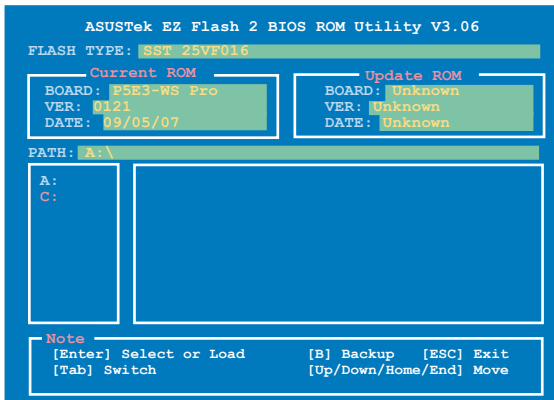 ASUSTek EZ Flash 2 BIOS ROM Utility V3.06
FLASH TYPE: SST 25VF016
Current ROM
BOARD: P5E3-WS Pro
VER: 0121
DATE: 09/05/07
Update ROM
BOARD: Unknown
VER: Unknown
DATE: Unknown
PATH: A:\
A:
C:
Note
[Enter] Select or Load [B] Backup [ESC] Exit
[Tab] Switch [Up/Down/Home/End] Move